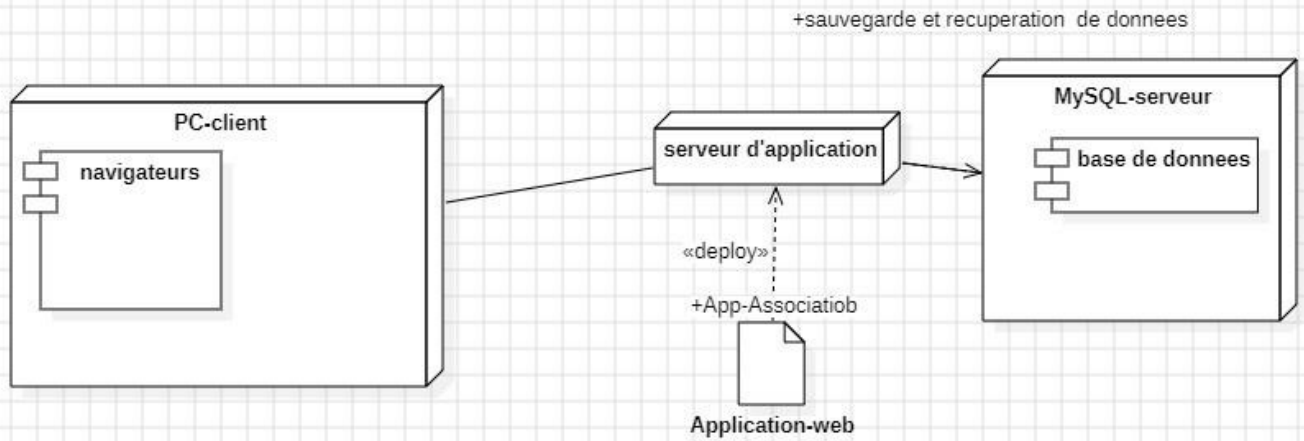 +sauvegarde et recuperation de donnees
PC-client
navigateurs
serveur d'application
MySQL-serveur
base de donnees
«deploy»
+App-Associatiob
Application-web